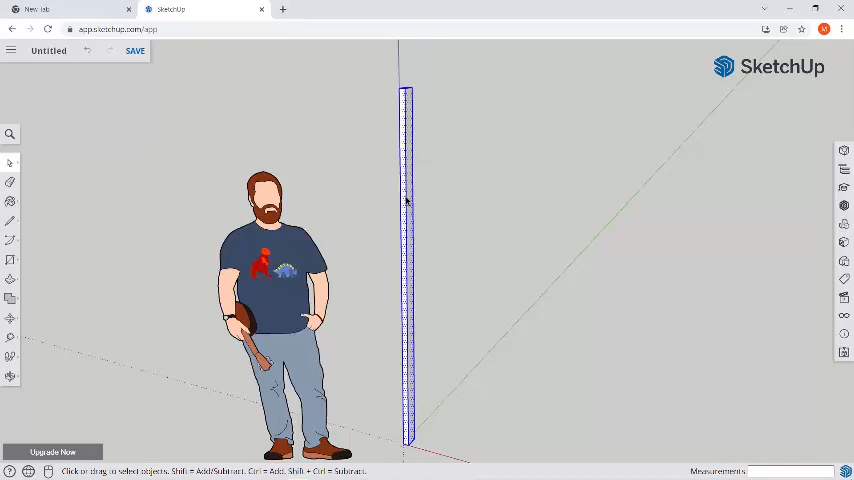 New Tab
SketchUp
app.sketchup.com/app
M
Untitled
SAVE
SketchUp
Upgrade Now
Click or drag to select objects. Shift = Add/Subtract. Ctrl = Add. Shift + Ctrl = Subtract.
Measurements